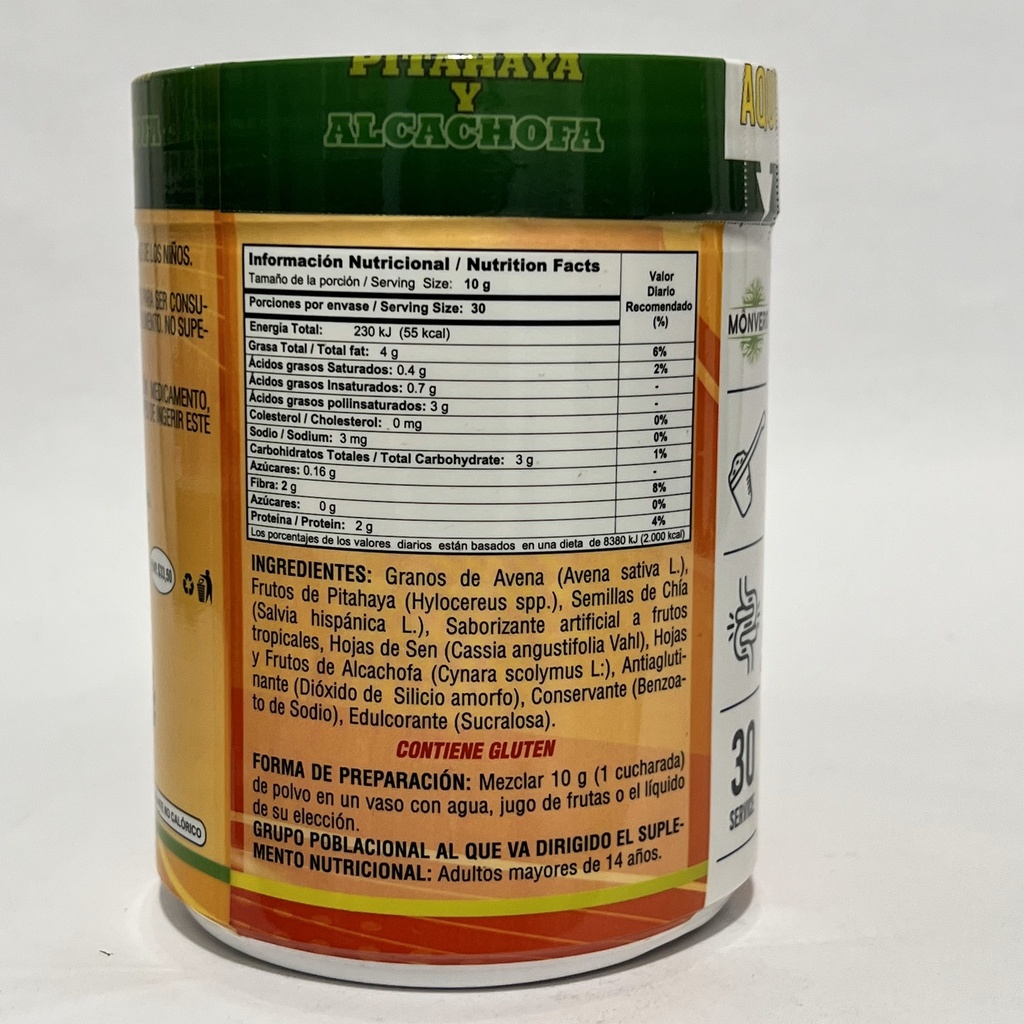 PITAHAYA
Y
ALCACHOFA
DE LOS NIÑOS.
SER CONSU-
NO SUPE-
MEDICAMENTO,
INGERIR ESTE
NO CALÓRICO
Información Nutricional / Nutrition Facts
Tamaño de la porción / Serving Size: 10 g
Porciones por envase / Serving Size: 30
Valor
Diario
Recomendado
(%)
Energía Total: 230 kJ (55 kcal)
Grasa Total / Total fat: 4 g 6%
Ácidos grasos Saturados: 0.4 g 2%
Ácidos grasos Insaturados: 0.7 g -
Ácidos grasos poliinsaturados: 3 g -
Colesterol / Cholesterol: 0 mg 0%
Sodio / Sodium: 3 mg 0%
Carbohidratos Totales / Total Carbohydrate: 3 g 1%
Azúcares: 0.16 g -
Fibra: 2 g 8%
Azúcares: 0 g 0%
Proteína / Protein: 2 g 4%
Los porcentajes de los valores diarios están basados en una dieta de 8380 kJ (2.000 kcal)
INGREDIENTES: Granos de Avena (Avena sativa L.),
Frutos de Pitahaya (Hylocereus spp.), Semillas de Chía
(Salvia hispánica L.), Saborizante artificial a frutos
tropicales, Hojas de Sen (Cassia angustifolia Vahl), Hojas
y Frutos de Alcachofa (Cynara scolymus L:), Antiagluti-
nante (Dióxido de Silicio amorfo), Conservante (Benzoa-
to de Sodio), Edulcorante (Sucralosa).
CONTIENE GLUTEN
FORMA DE PREPARACIÓN: Mezclar 10 g (1 cucharada)
de polvo en un vaso con agua, jugo de frutas o el líquido
de su elección.
GRUPO POBLACIONAL AL QUE VA DIRIGIDO EL SUPLE-
MENTO NUTRICIONAL: Adultos mayores de 14 años.
30